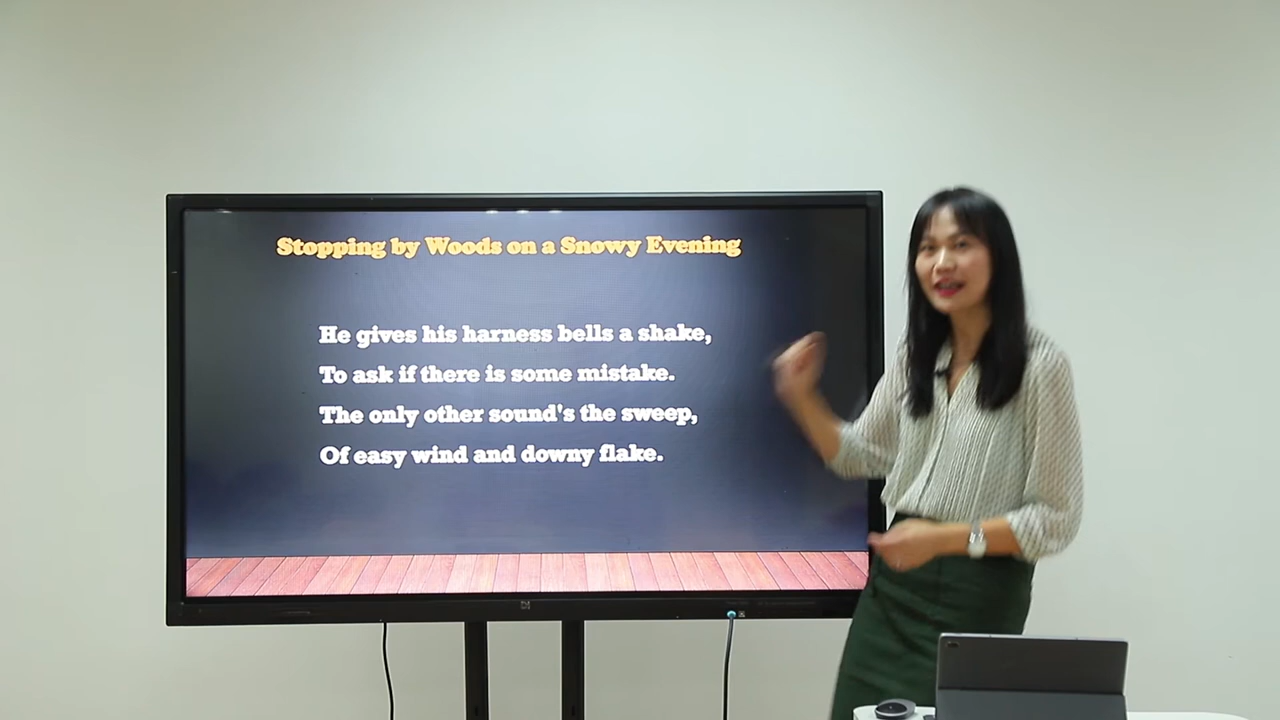 Stopping by Woods on a Snowy Evening
He gives his harness bells a shake,
To ask if there is some mistake.
The only other sound's the sweep,
Of easy wind and downy flake.